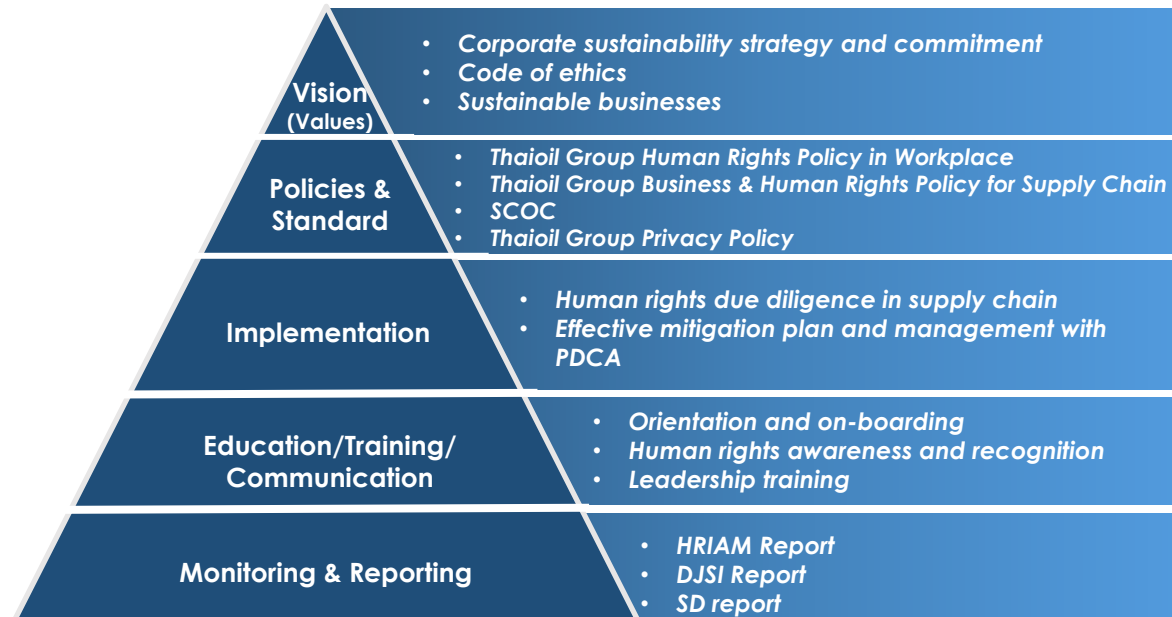 Vision
(Values)
• Corporate sustainability strategy and commitment
• Code of ethics
• Sustainable businesses
Policies &
Standard
• Thaioil Group Human Rights Policy in Workplace
• Thaioil Group Business & Human Rights Policy for Supply Chain
• SCOC
• Thaioil Group Privacy Policy
Implementation
• Human rights due diligence in supply chain
• Effective mitigation plan and management with
PDCA
Education/Training/
Communication
• Orientation and on-boarding
• Human rights awareness and recognition
• Leadership training
Monitoring & Reporting
• HRIAM Report
• DJSI Report
• SD report